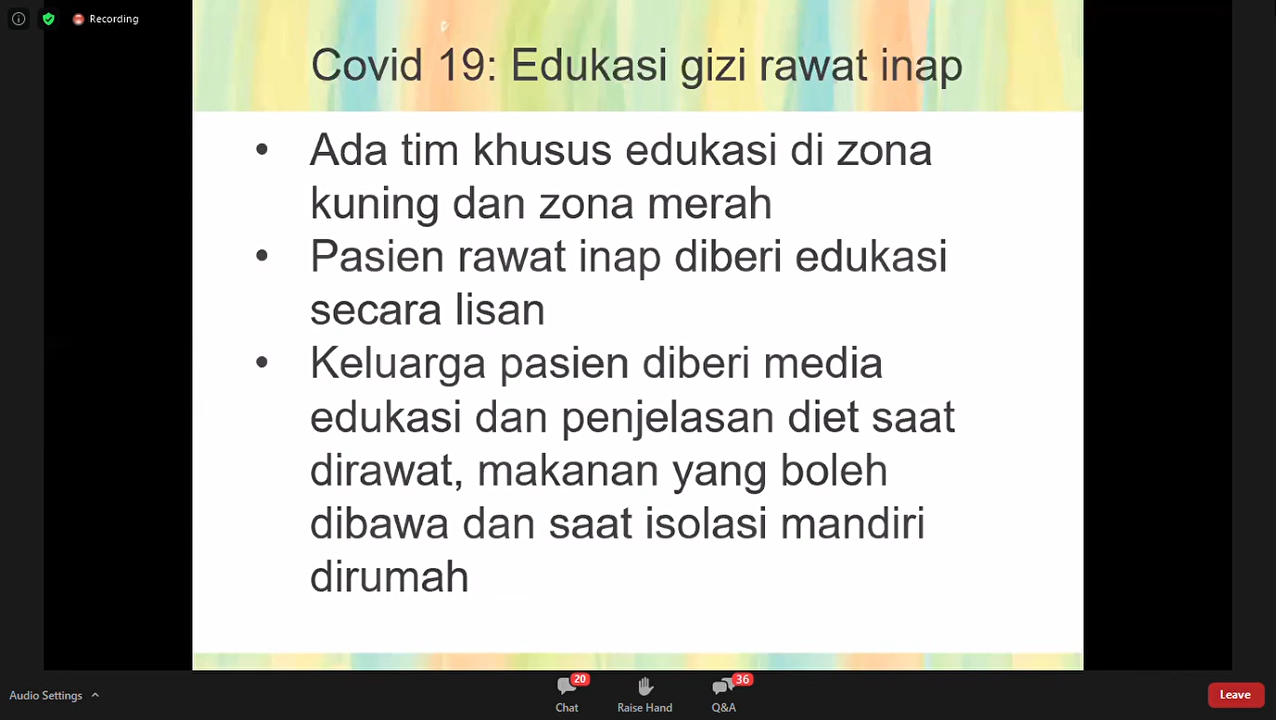 Recording
Covid 19: Edukasi gizi rawat inap
• Ada tim khusus edukasi di zona
kuning dan zona merah
• Pasien rawat inap diberi edukasi
secara lisan
• Keluarga pasien diberi media
edukasi dan penjelasan diet saat
dirawat, makanan yang boleh
dibawa dan saat isolasi mandiri
dirumah
Audio Settings
20
Chat
Raise Hand
36
Q&A
Leave